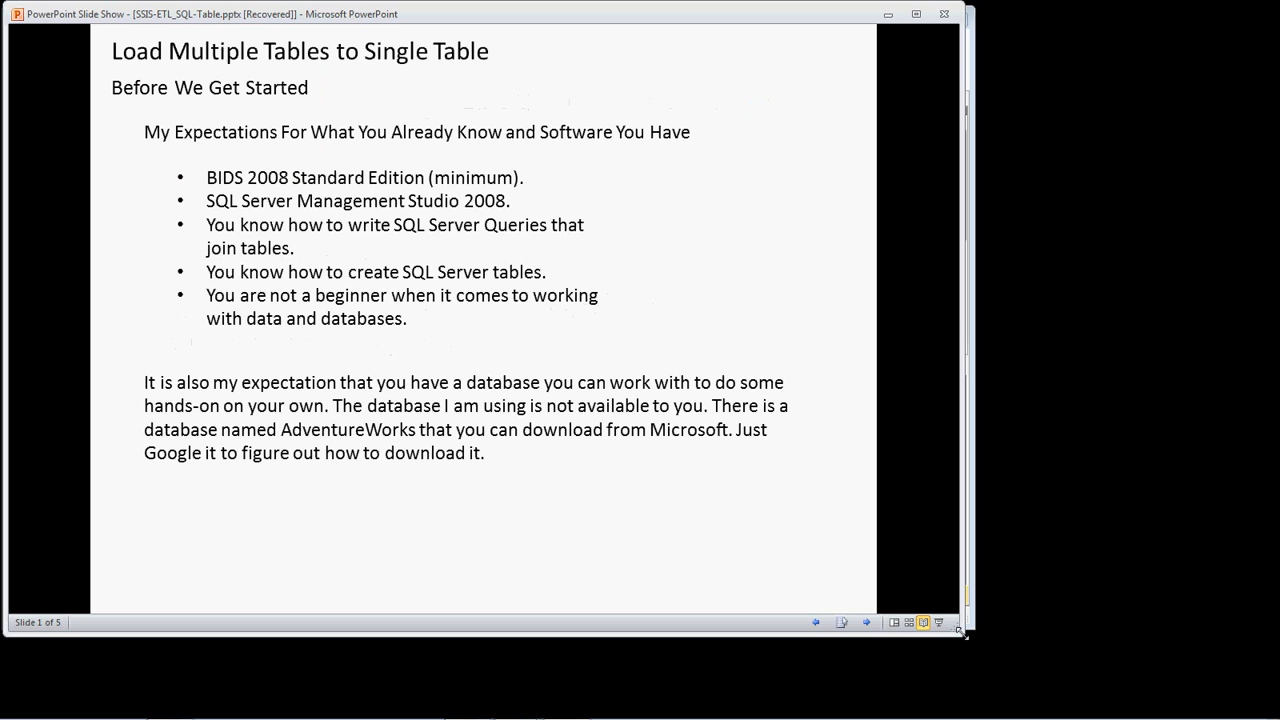 PowerPoint Slide Show - [SSIS-ETL_SQL-Table.pptx [Recovered]] - Microsoft PowerPoint
Load Multiple Tables to Single Table
Before We Get Started
My Expectations For What You Already Know and Software You Have
• BIDS 2008 Standard Edition (minimum).
• SQL Server Management Studio 2008.
• You know how to write SQL Server Queries that
join tables.
• You know how to create SQL Server tables.
• You are not a beginner when it comes to working
with data and databases.
It is also my expectation that you have a database you can work with to do some
hands-on on your own. The database I am using is not available to you. There is a
database named AdventureWorks that you can download from Microsoft. Just
Google it to figure out how to download it.
Slide 1 of 5